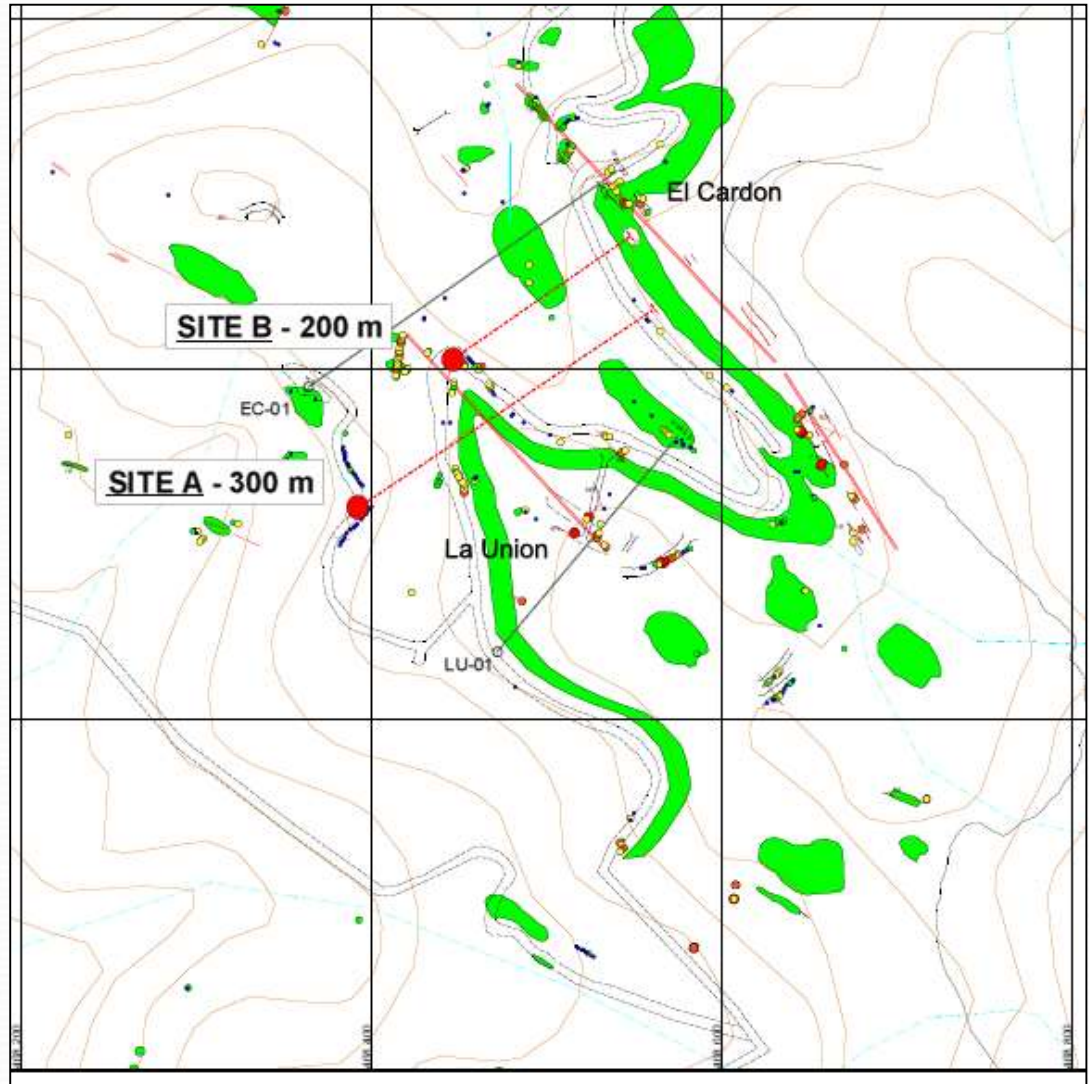 El Cardon
SITE B - 200 m
EC-01
SITE A - 300 m
La Union
LU-01